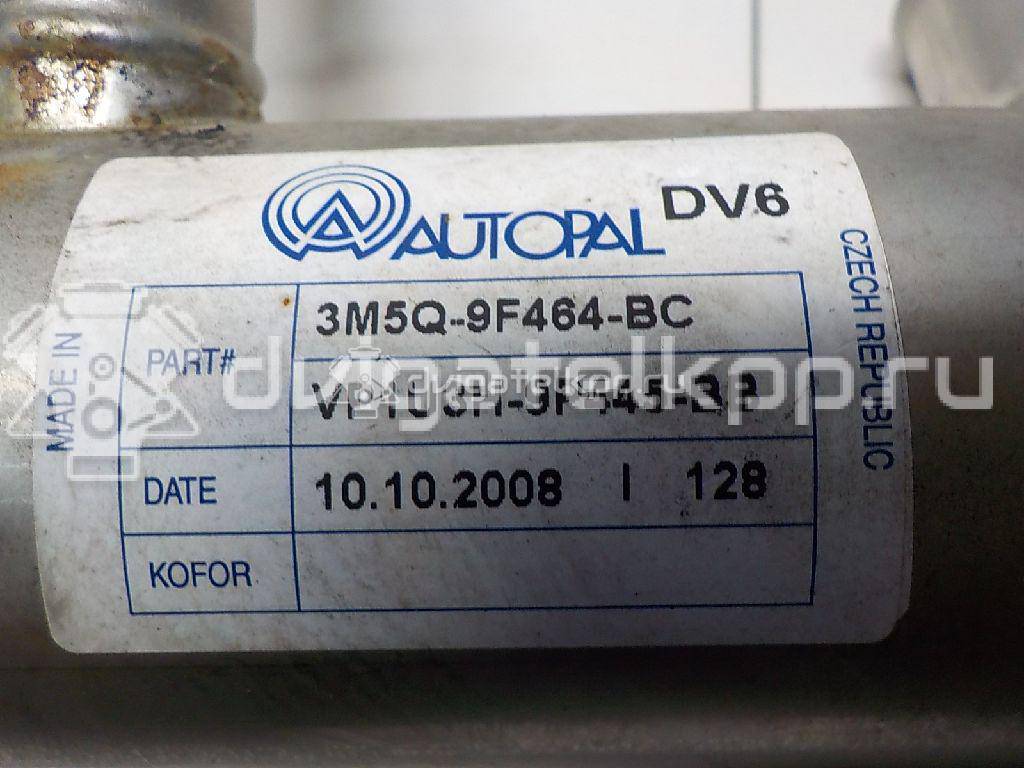 AUTOPAL DV6
MADE IN
PART#
3M5Q-9F464-BC
DATE
10.10.2008 | 128
KOFOR
CZECH REPUBLIC
dvigatelkpp.ru